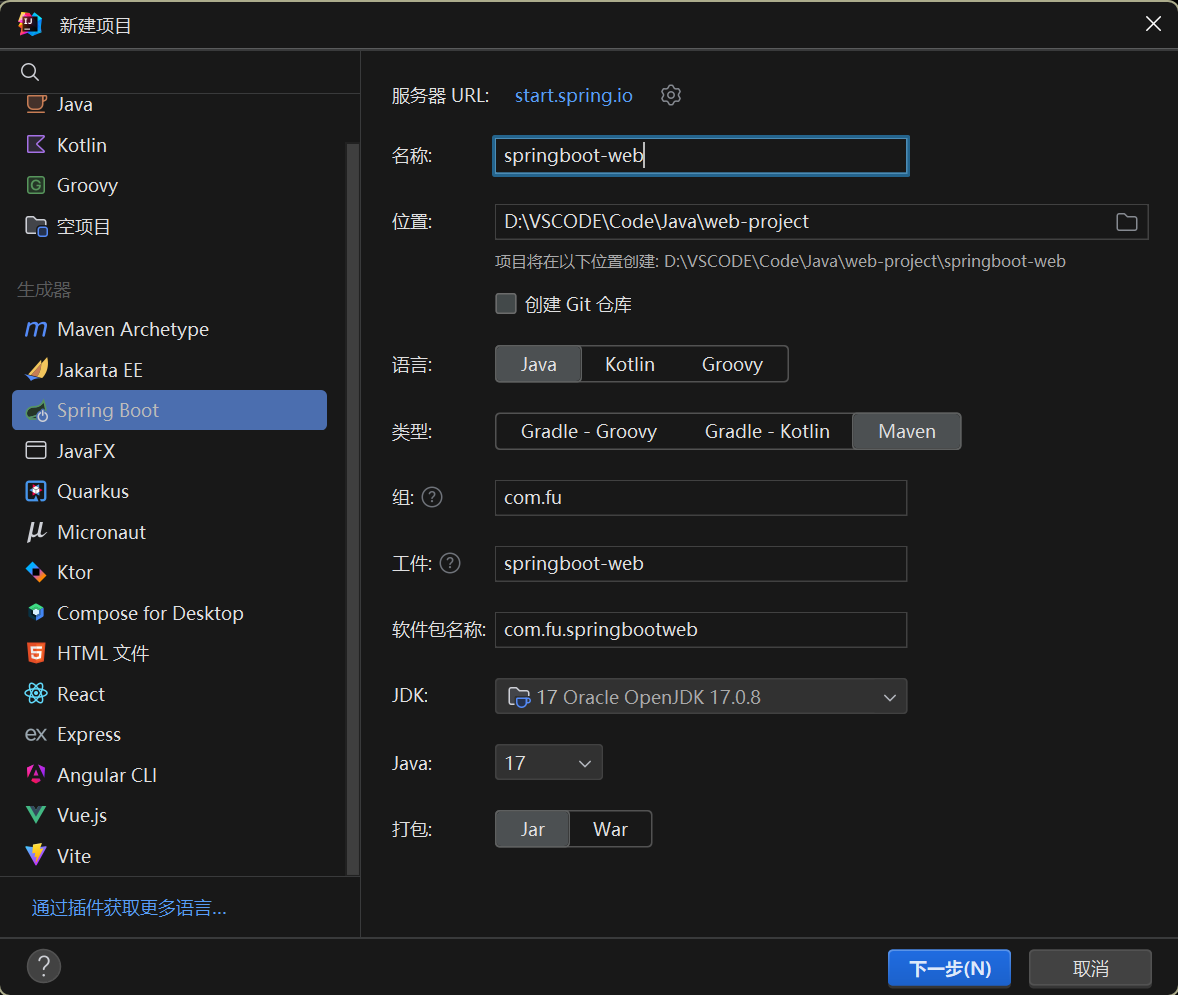 新建项目
Java
Kotlin
Groovy
空项目
生成器
Maven Archetype
Jakarta EE
Spring Boot
JavaFX
Quarkus
Micronaut
Ktor
Compose for Desktop
HTML 文件
React
ex Express
Angular CLI
Vue.js
Vite
通过插件获取更多语言...
服务器 URL: start.spring.io
名称: springboot-web
位置: D:\VSCODE\Code\Java\web-project
项目将在以下位置创建: D:\VSCODE\Code\Java\web-project\springboot-web
创建 Git 仓库
语言: Java Kotlin Groovy
类型: Gradle - Groovy Gradle - Kotlin Maven
组: ? com.fu
工件: ? springboot-web
软件包名称: com.fu.springbootweb
JDK: 17 Oracle OpenJDK 17.0.8
Java: 17
打包: Jar War
? 下一步(N) 取消